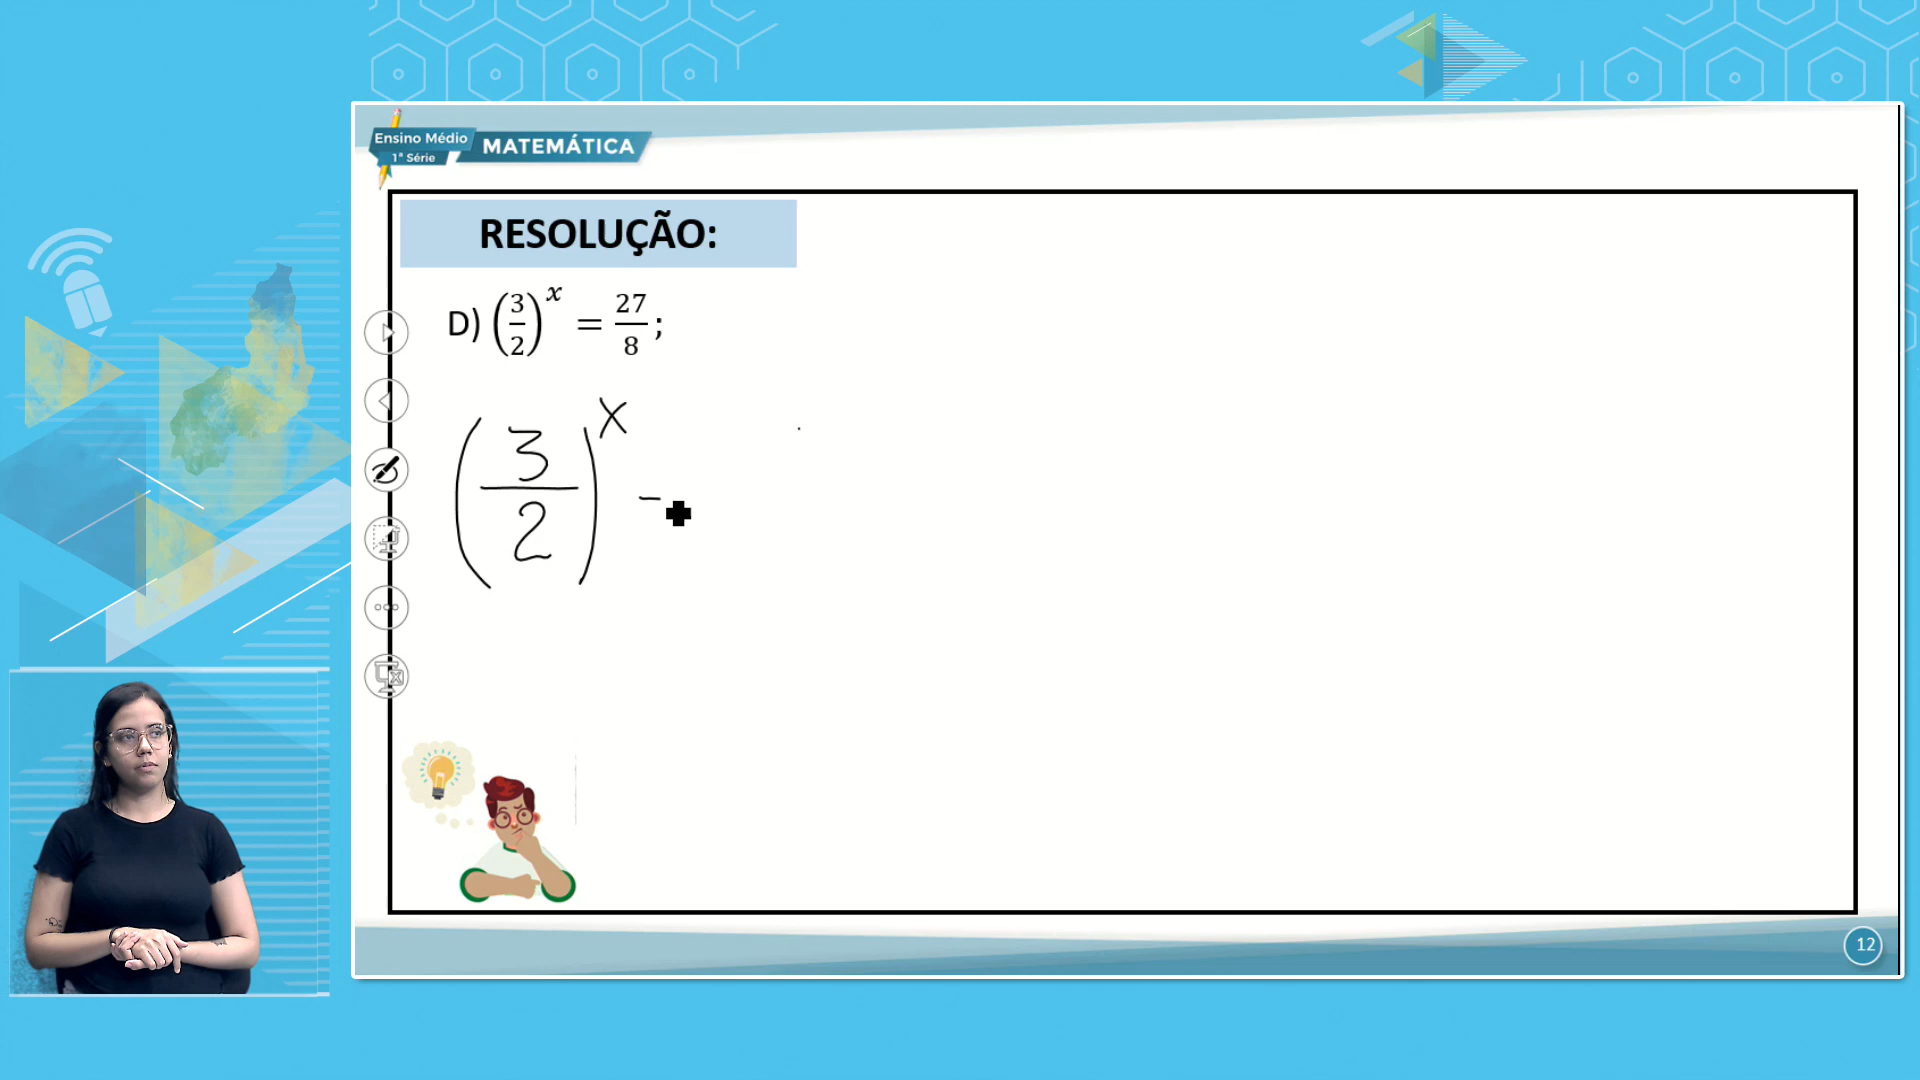 Ensino Médio
1ª Série
MATEMÁTICA
RESOLUÇÃO:
D) (3/2)^x = 27/8 ;
(3/2)^x -
12